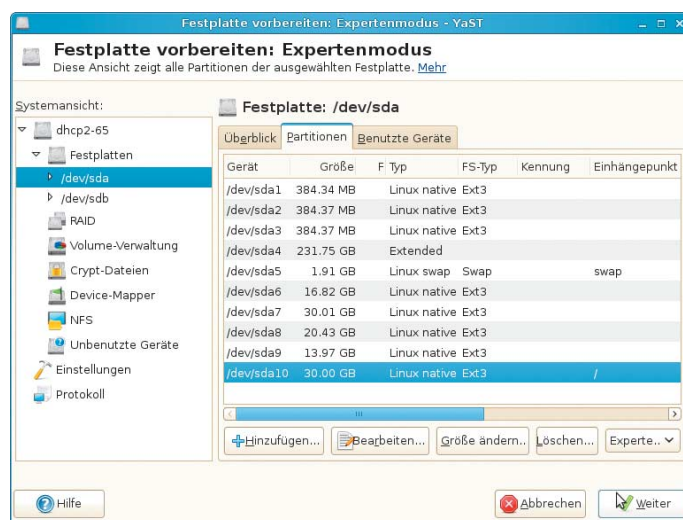 Festplatte vorbereiten: Expertenmodus - YaST
Festplatte vorbereiten: Expertenmodus
Diese Ansicht zeigt alle Partitionen der ausgewählten Festplatte. Mehr
Systemansicht:
dhcp2-65
Festplatten
/dev/sda
/dev/sdb
RAID
Volume-Verwaltung
Crypt-Dateien
Device-Mapper
NFS
Unbenutzte Geräte
Einstellungen
Protokoll
Festplatte: /dev/sda
Überblick Partitionen Benutzte Geräte
Gerät Größe F Typ FS-Typ Kennung Einhängepunkt
/dev/sda1 384.34 MB Linux native Ext3
/dev/sda2 384.37 MB Linux native Ext3
/dev/sda3 384.37 MB Linux native Ext3
/dev/sda4 231.75 GB Extended
/dev/sda5 1.91 GB Linux swap Swap swap
/dev/sda6 16.82 GB Linux native Ext3
/dev/sda7 30.01 GB Linux native Ext3
/dev/sda8 20.43 GB Linux native Ext3
/dev/sda9 13.97 GB Linux native Ext3
/dev/sda10 30.00 GB Linux native Ext3 /
Hinzufügen... Bearbeiten... Größe ändern.. Löschen... Experte..
Hilfe Abbrechen Weiter